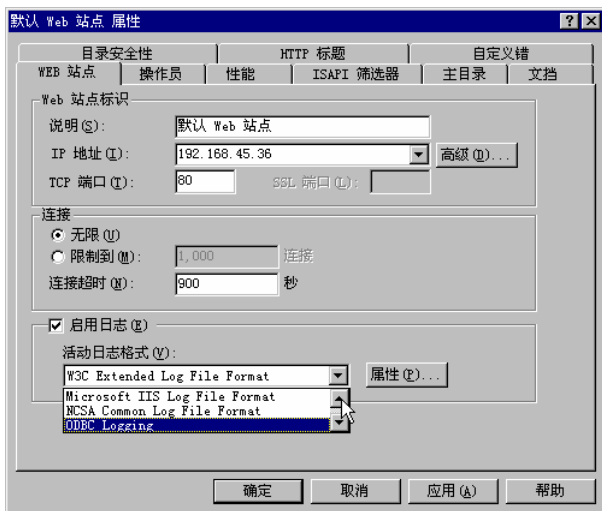 默认 Web 站点 属性
目录安全性 HTTP 标题 自定义错
WEB 站点 操作员 性能 ISAPI 筛选器 主目录 文档
Web 站点标识
说明(S): 默认 Web 站点
IP 地址(I): 192.168.45.36 高级(D)...
TCP 端口(T): 80 SSL 端口(L):
连接
无限(U)
限制到(M): 1,000 连接
连接超时(N): 900 秒
启用日志(E)
活动日志格式(V):
W3C Extended Log File Format 属性(P)...
Microsoft IIS Log File Format
NCSA Common Log File Format
ODBC Logging
确定 取消 应用(A) 帮助